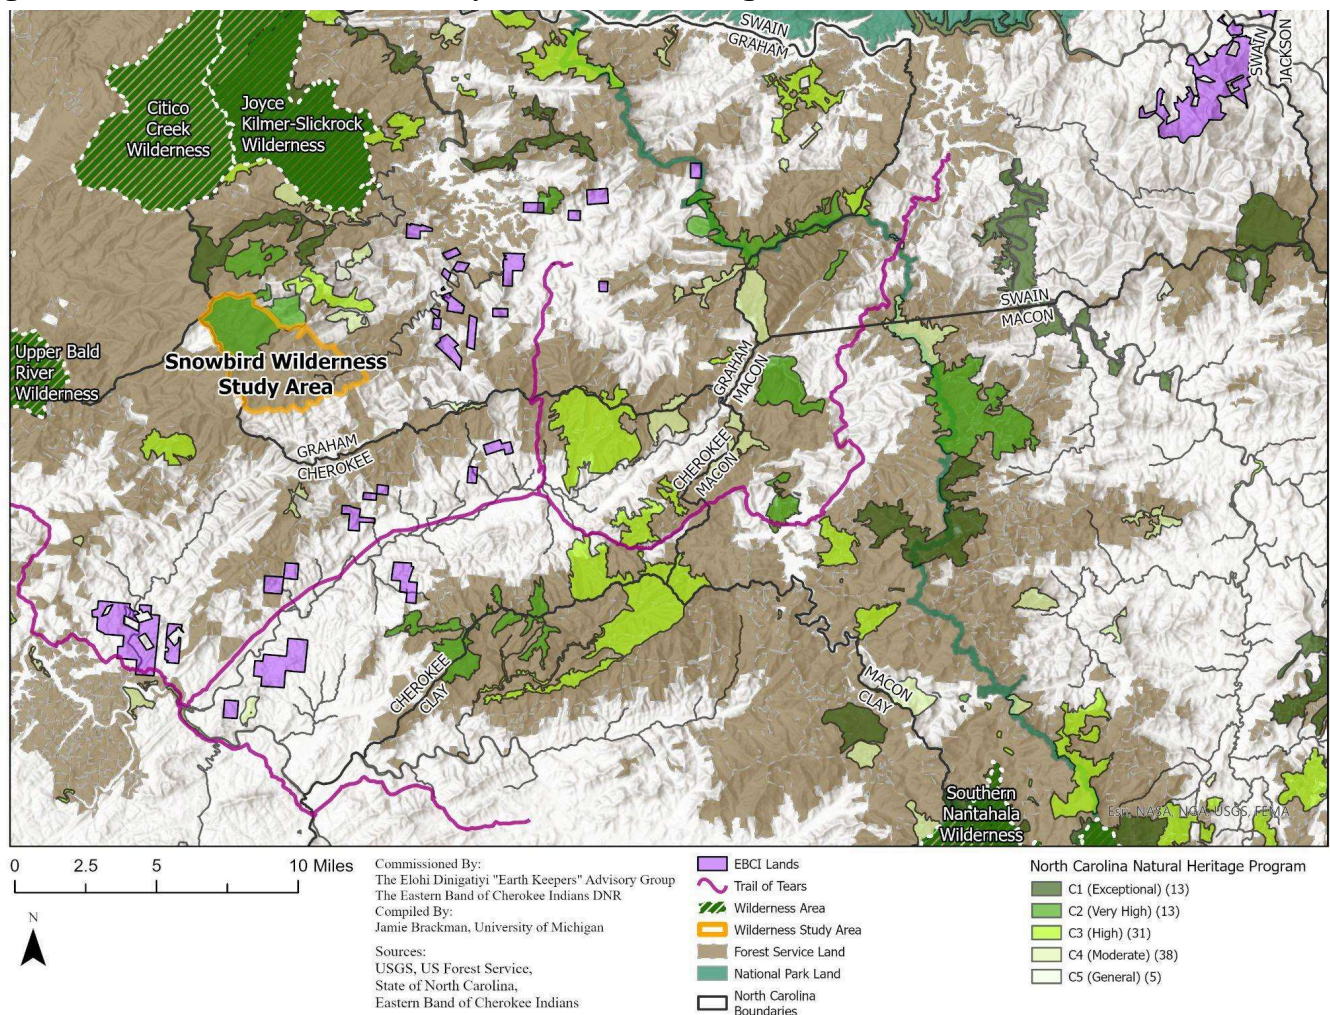 SWAIN
GRAHAM
SWAIN
JACKSON
Citico
Creek
Wilderness
Joyce
Kilmer-Slickrock
Wilderness
SWAIN
MACON
Upper Bald
River
Wilderness
Snowbird Wilderness
Study Area
GRAHAM
MACON
GRAHAM
CHEROKEE
CHEROKEE
MACON
CHEROKEE
CLAY
MACON
CLAY
Southern
Nantahala
Wilderness
Esri, NASA, NGA, USGS, FEMA
0 2.5 5 10 Miles
N
Commissioned By:
The Elohi Dinigatiyi "Earth Keepers" Advisory Group
The Eastern Band of Cherokee Indians DNR
Compiled By:
Jamie Brackman, University of Michigan
Sources:
USGS, US Forest Service,
State of North Carolina,
Eastern Band of Cherokee Indians
EBCI Lands
Trail of Tears
Wilderness Area
Wilderness Study Area
Forest Service Land
National Park Land
North Carolina
Boundaries
North Carolina Natural Heritage Program
C1 (Exceptional) (13)
C2 (Very High) (13)
C3 (High) (31)
C4 (Moderate) (38)
C5 (General) (5)